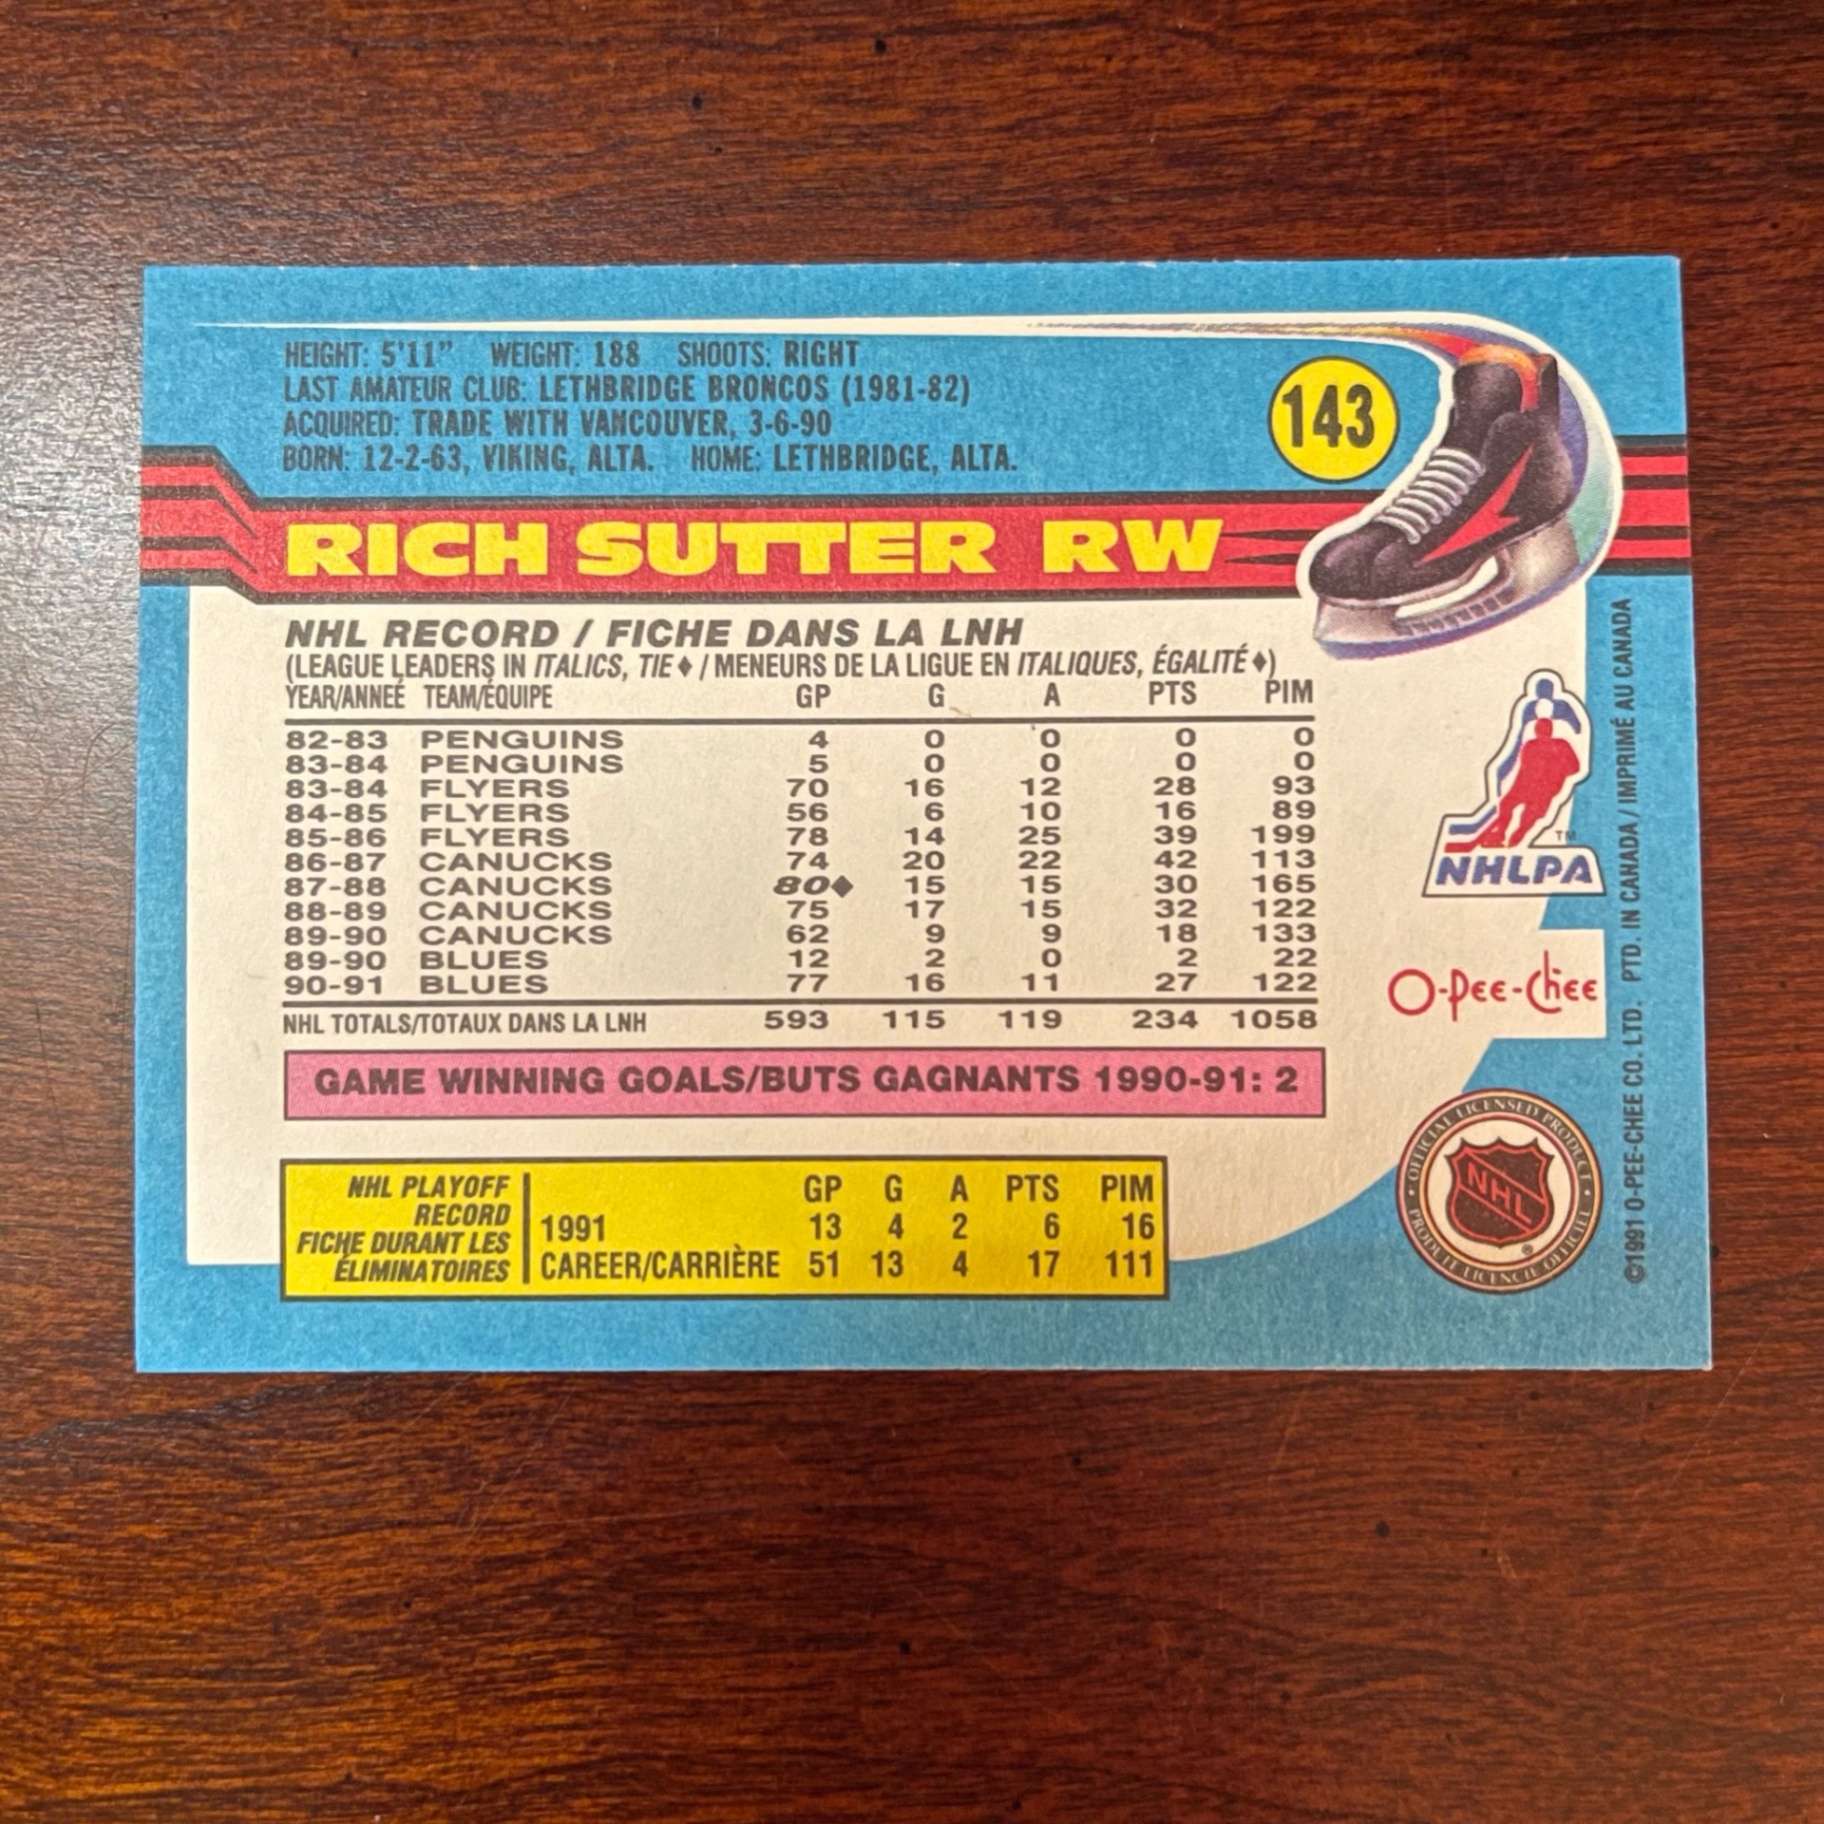 HEIGHT: 5'11" WEIGHT: 188 SHOOTS: RIGHT
LAST AMATEUR CLUB: LETHBRIDGE BRONCOS (1981-82)
ACQUIRED: TRADE WITH VANCOUVER, 3-6-90
BORN: 12-2-63, VIKING, ALTA. HOME: LETHBRIDGE, ALTA.
143
RICH SUTTER RW
NHL RECORD / FICHE DANS LA LNH
(LEAGUE LEADERS IN ITALICS, TIE ♦ / MENEURS DE LA LIGUE EN ITALIQUES, ÉGALITÉ ♦)
YEAR/ANNEÉ TEAM/ÉQUIPE GP G A PTS PIM
82-83 PENGUINS 4 0 0 0 0
83-84 PENGUINS 5 0 0 0 0
83-84 FLYERS 70 16 12 28 93
84-85 FLYERS 56 6 10 16 89
85-86 FLYERS 78 14 25 39 199
86-87 CANUCKS 74 20 22 42 113
87-88 CANUCKS 80♦ 15 15 30 165
88-89 CANUCKS 75 17 15 32 122
89-90 CANUCKS 62 9 9 18 133
89-90 BLUES 12 2 0 2 22
90-91 BLUES 77 16 11 27 122
NHL TOTALS/TOTAUX DANS LA LNH 593 115 119 234 1058
GAME WINNING GOALS/BUTS GAGNANTS 1990-91: 2
NHL PLAYOFF
RECORD
FICHE DURANT LES
ÉLIMINATOIRES
GP G A PTS PIM
1991 13 4 2 6 16
CAREER/CARRIÈRE 51 13 4 17 111
TM
NHLPA
O-Pee-Chee
OFFICIAL LICENSED PRODUCT
NHL
®
PRODUIT LICENCIÉ OFFICIEL
©1991 O-PEE-CHEE CO. LTD. PTD. IN CANADA / IMPRIMÉ AU CANADA